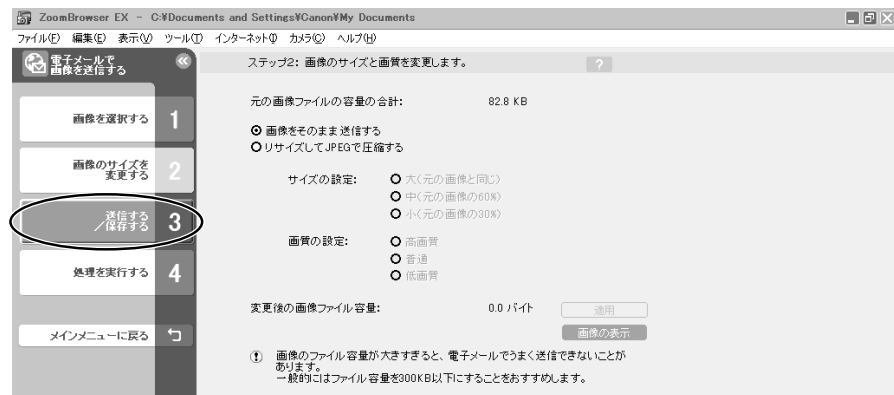 ZoomBrowser EX - C:¥Documents and Settings¥Canon¥My Documents
ファイル(F) 編集(E) 表示(V) ツール(T) インターネット(I) カメラ(C) ヘルプ(H)
電子メールで
画像を送信する
ステップ2: 画像のサイズと画質を変更します。 ?
元の画像ファイルの容量の合計: 82.8 KB
画像を選択する 1
画像をそのまま送信する
リサイズしてJPEGで圧縮する
画像のサイズを
変更する 2
サイズの設定: 大(元の画像と同じ)
中(元の画像の60%)
小(元の画像の30%)
送信する
/保存する 3
画質の設定: 高画質
普通
低画質
処理を実行する 4
変更後の画像ファイル容量: 0.0 バイト 適用
画像の表示
メインメニューに戻る
画像のファイル容量が大きすぎると、電子メールでうまく送信できないことが
あります。
一般的にはファイル容量を300KB以下にすることをおすすめします。